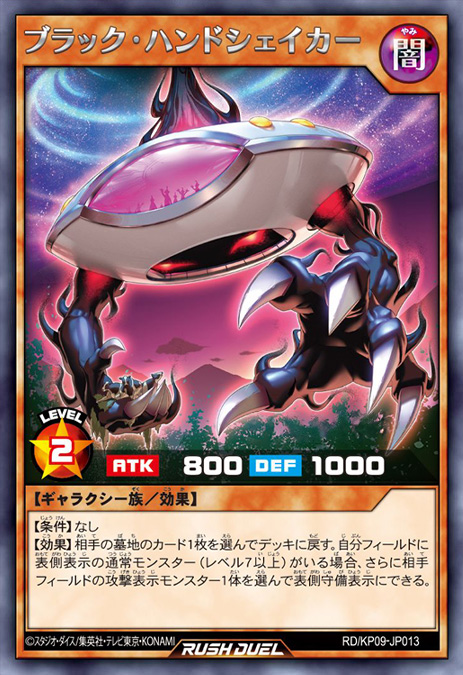 ブラック・ハンドシェイカー
やみ
闇
LEVEL
2
ATK 800 DEF 1000
【ギャラクシー族／効果】
【条件】なし
【効果】相手の墓地のカード1枚を選んでデッキに戻す。自分フィールドに
表側表示の通常モンスター（レベル7以上）がいる場合、さらに相手
フィールドの攻撃表示モンスター1体を選んで表側守備表示にできる。
©スタジオ・ダイス/集英社・テレビ東京・KONAMI
RUSH DUEL
RD/KP09-JP013